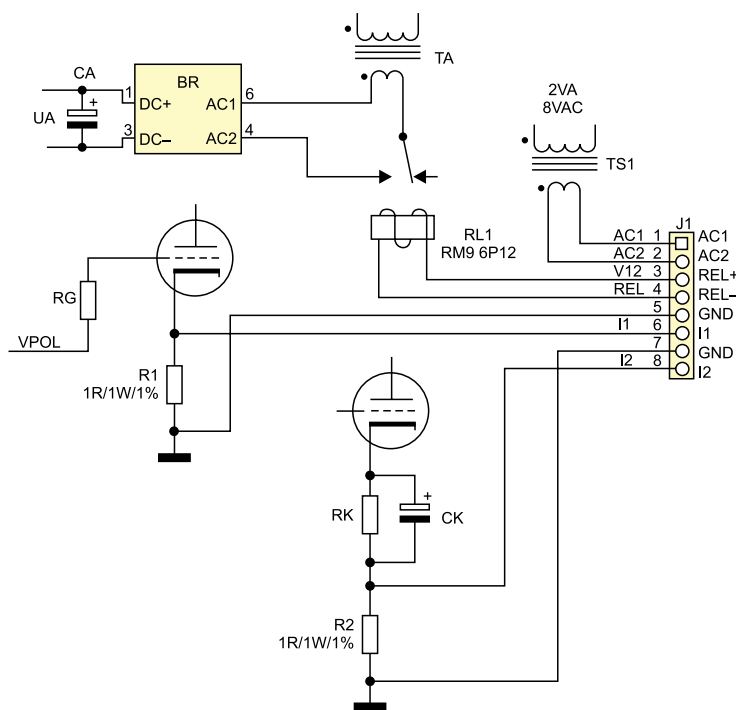 TA
CA
BR
1
6
+
DC+
AC1
UA
3
4
DC–
AC2
2VA
8VAC
TS1
J1
RL1
RM9 6P12
AC1 1 AC1
AC2 2 AC2
V12 3 REL+
REL 4 REL–
5 GND
I1 6 I1
7 GND
I2 8 I2
RG
VPOL
R1
1R/1W/1%
+
RK
CK
R2
1R/1W/1%